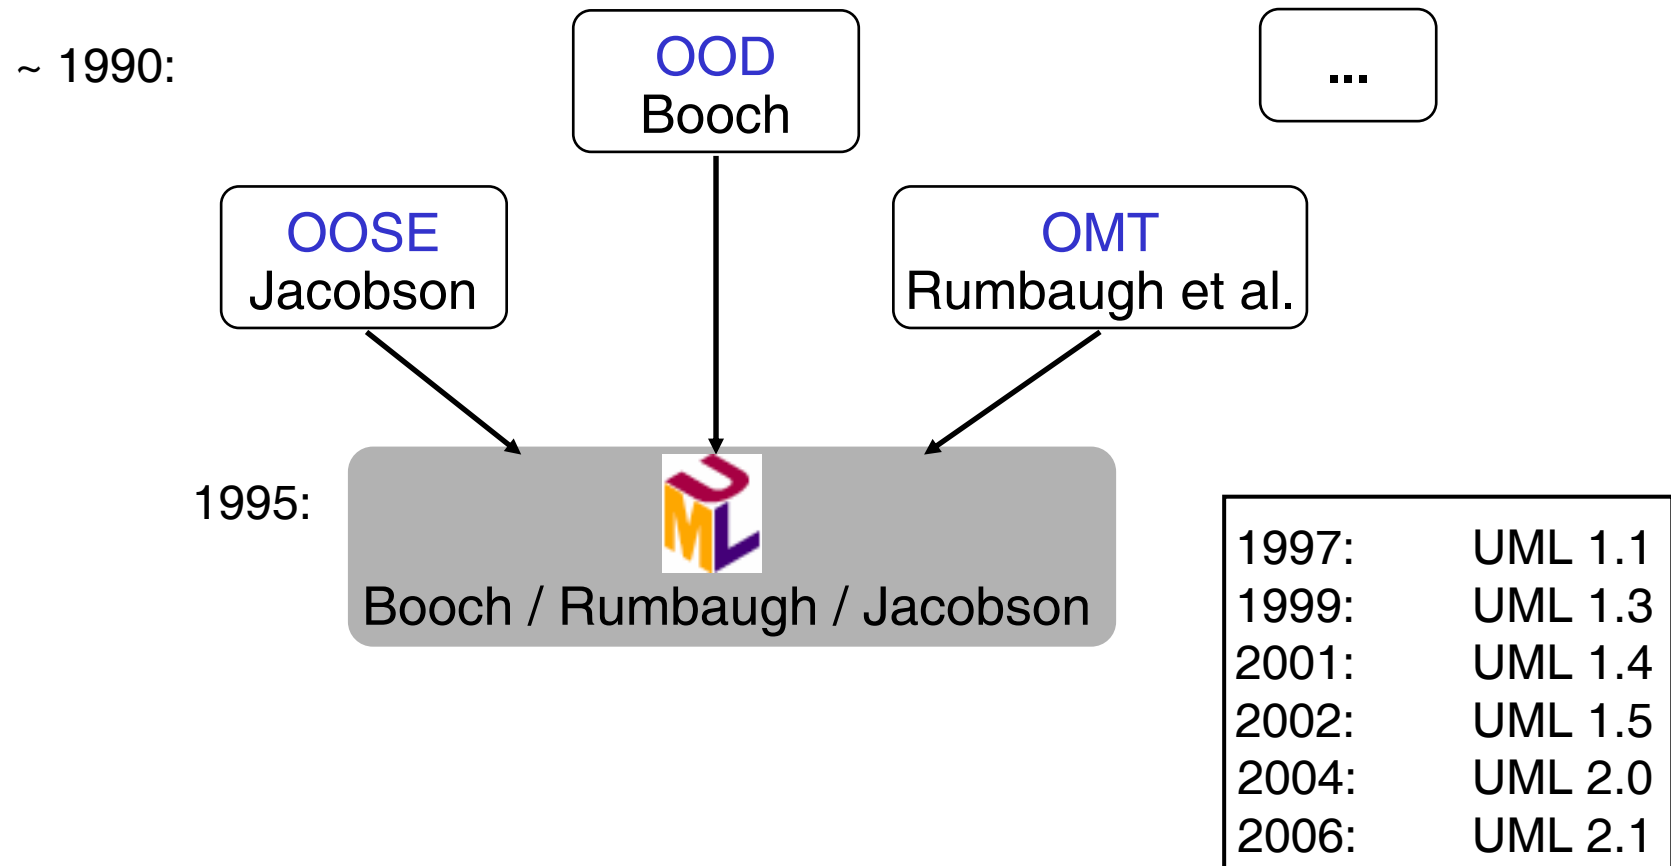 ~ 1990:
OOD
Booch
...
OOSE
Jacobson
OMT
Rumbaugh et al.
1995:
UML
Booch / Rumbaugh / Jacobson
1997: UML 1.1
1999: UML 1.3
2001: UML 1.4
2002: UML 1.5
2004: UML 2.0
2006: UML 2.1